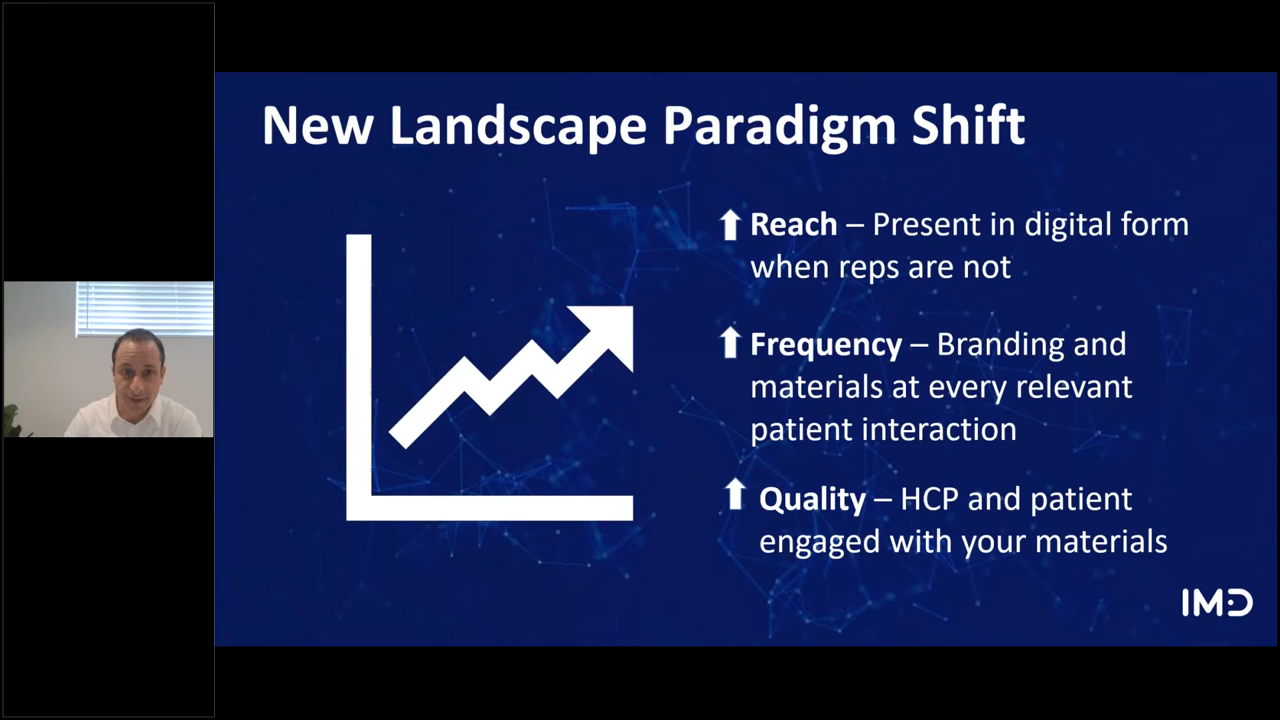 New Landscape Paradigm Shift
Reach – Present in digital form
when reps are not
Frequency – Branding and
materials at every relevant
patient interaction
Quality – HCP and patient
engaged with your materials
IMD